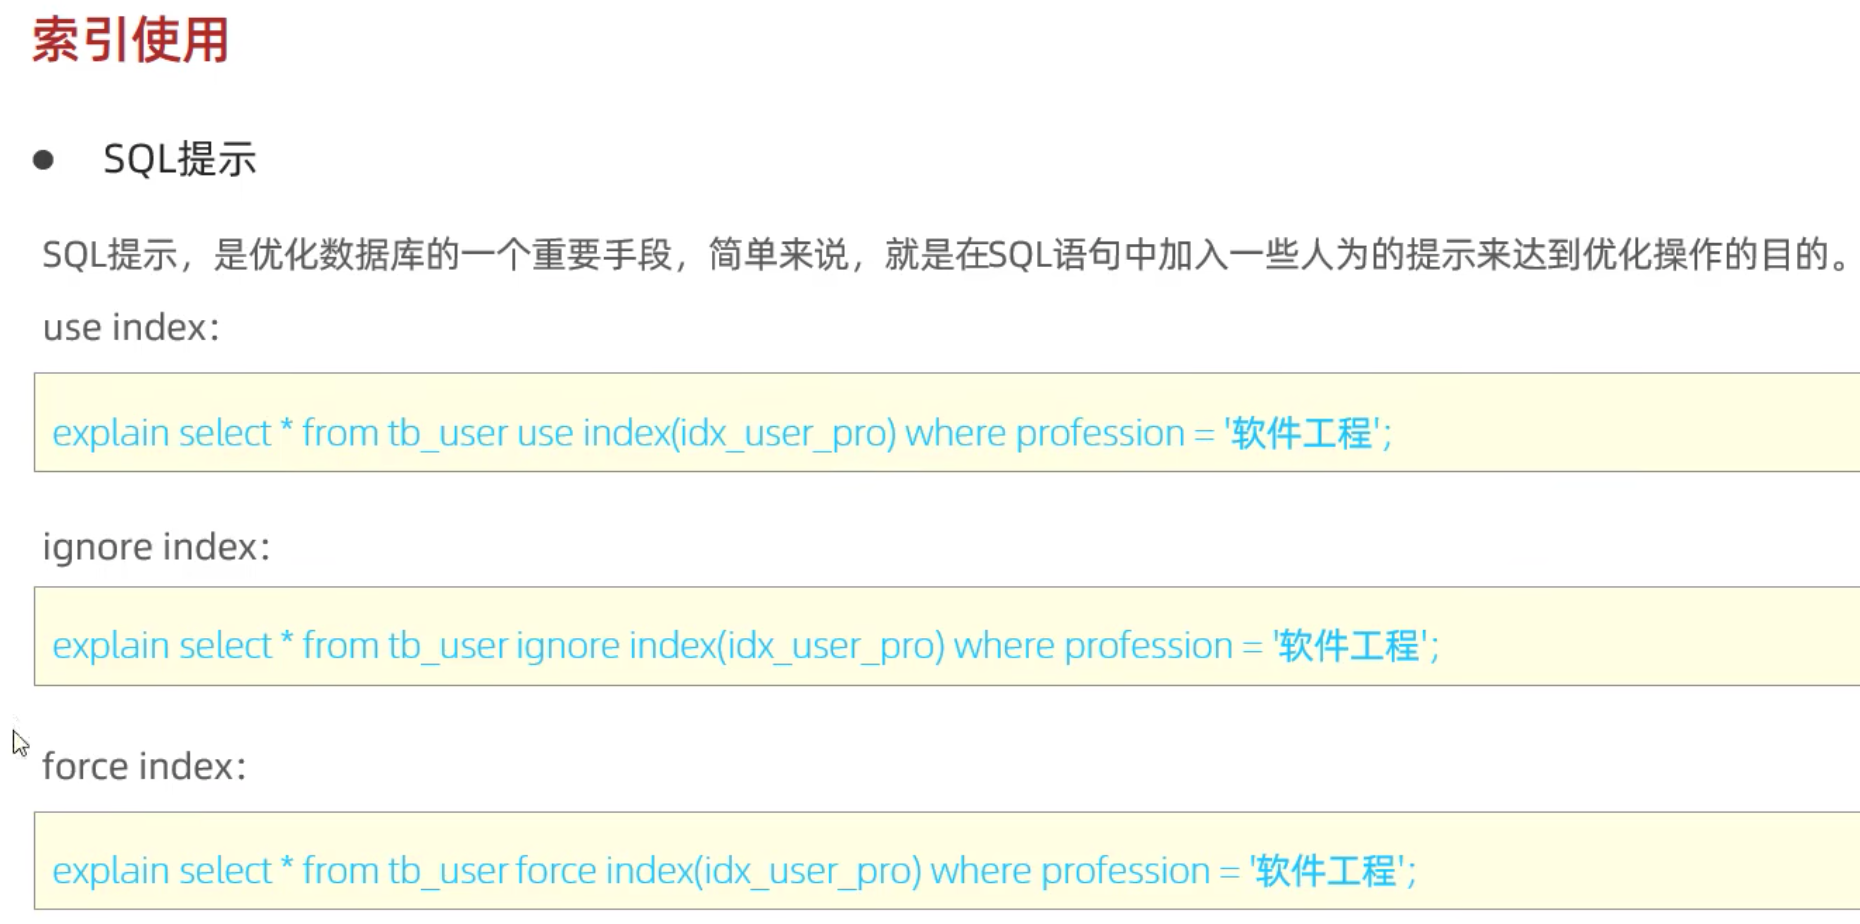 索引使用
● SQL提示
SQL提示，是优化数据库的一个重要手段，简单来说，就是在SQL语句中加入一些人为的提示来达到优化操作的目的。
use index：
explain select * from tb_user use index(idx_user_pro) where profession = '软件工程';
ignore index：
explain select * from tb_user ignore index(idx_user_pro) where profession = '软件工程';
force index：
explain select * from tb_user force index(idx_user_pro) where profession = '软件工程';